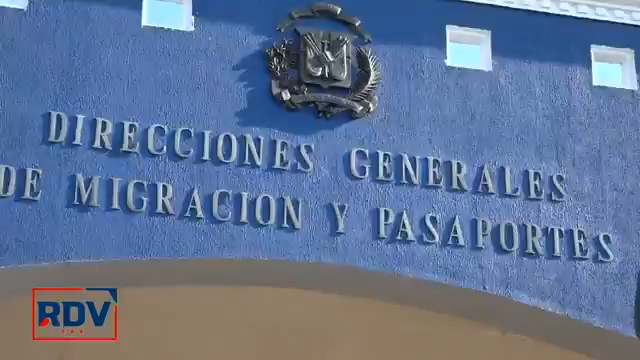 DIRECCIONES GENERALES
DE MIGRACION Y PASAPORTES
RDV